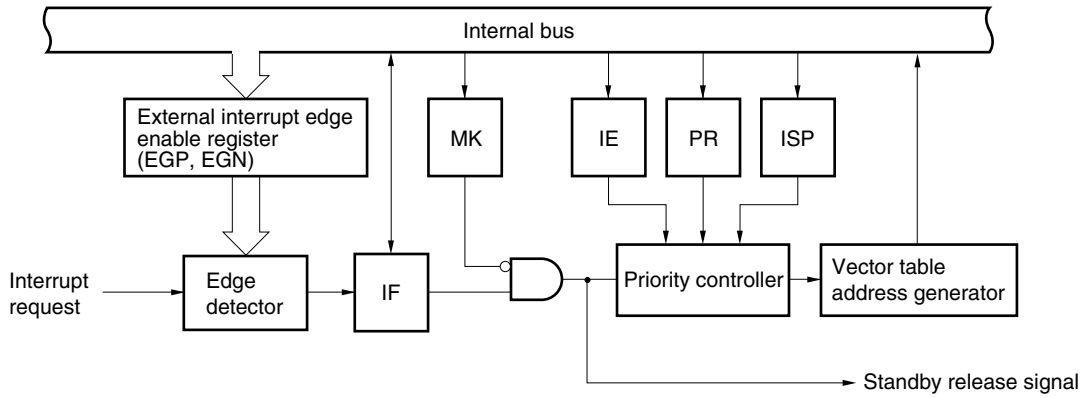 Internal bus
External interrupt edge
enable register
(EGP, EGN)
MK
IE
PR
ISP
Interrupt
request
Edge
detector
IF
Priority controller
Vector table
address generator
Standby release signal